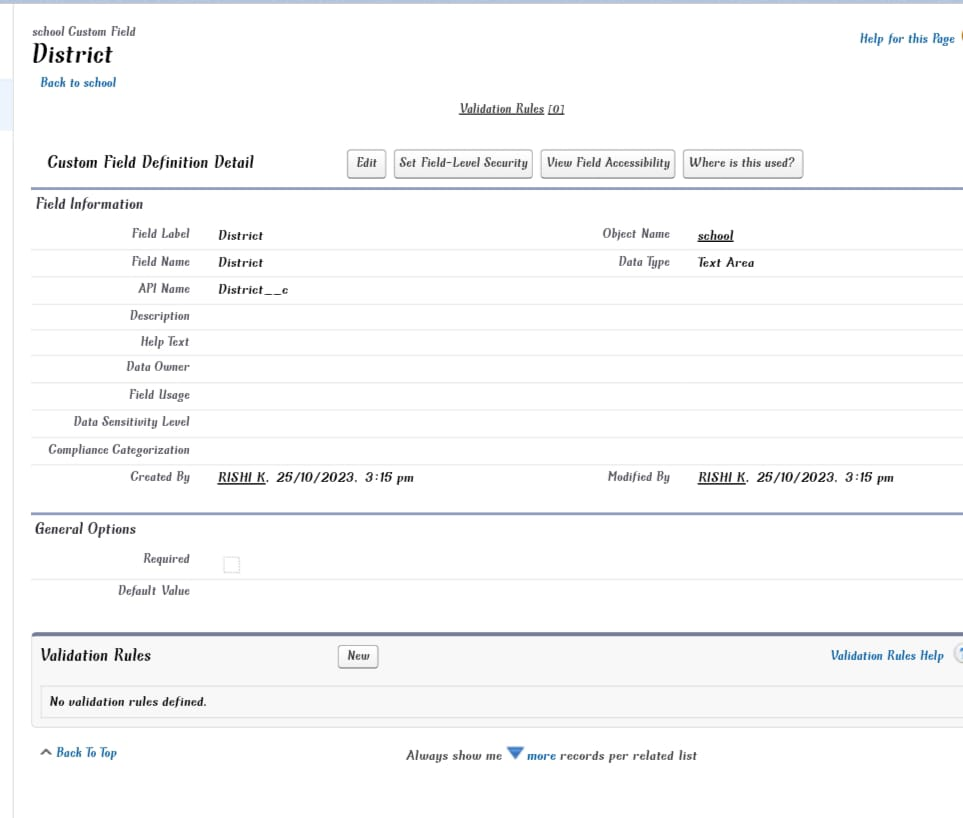 school Custom Field
District
Help for this Page
Back to school
Validation Rules [0]
Custom Field Definition Detail
Edit
Set Field-Level Security
View Field Accessibility
Where is this used?
Field Information
Field Label District Object Name school
Field Name District Data Type Text Area
API Name District__c
Description
Help Text
Data Owner
Field Usage
Data Sensitivity Level
Compliance Categorization
Created By RISHI K, 25/10/2023, 3:15 pm Modified By RISHI K, 25/10/2023, 3:15 pm
General Options
Required
Default Value
Validation Rules New Validation Rules Help ?
No validation rules defined.
Back To Top Always show me more records per related list